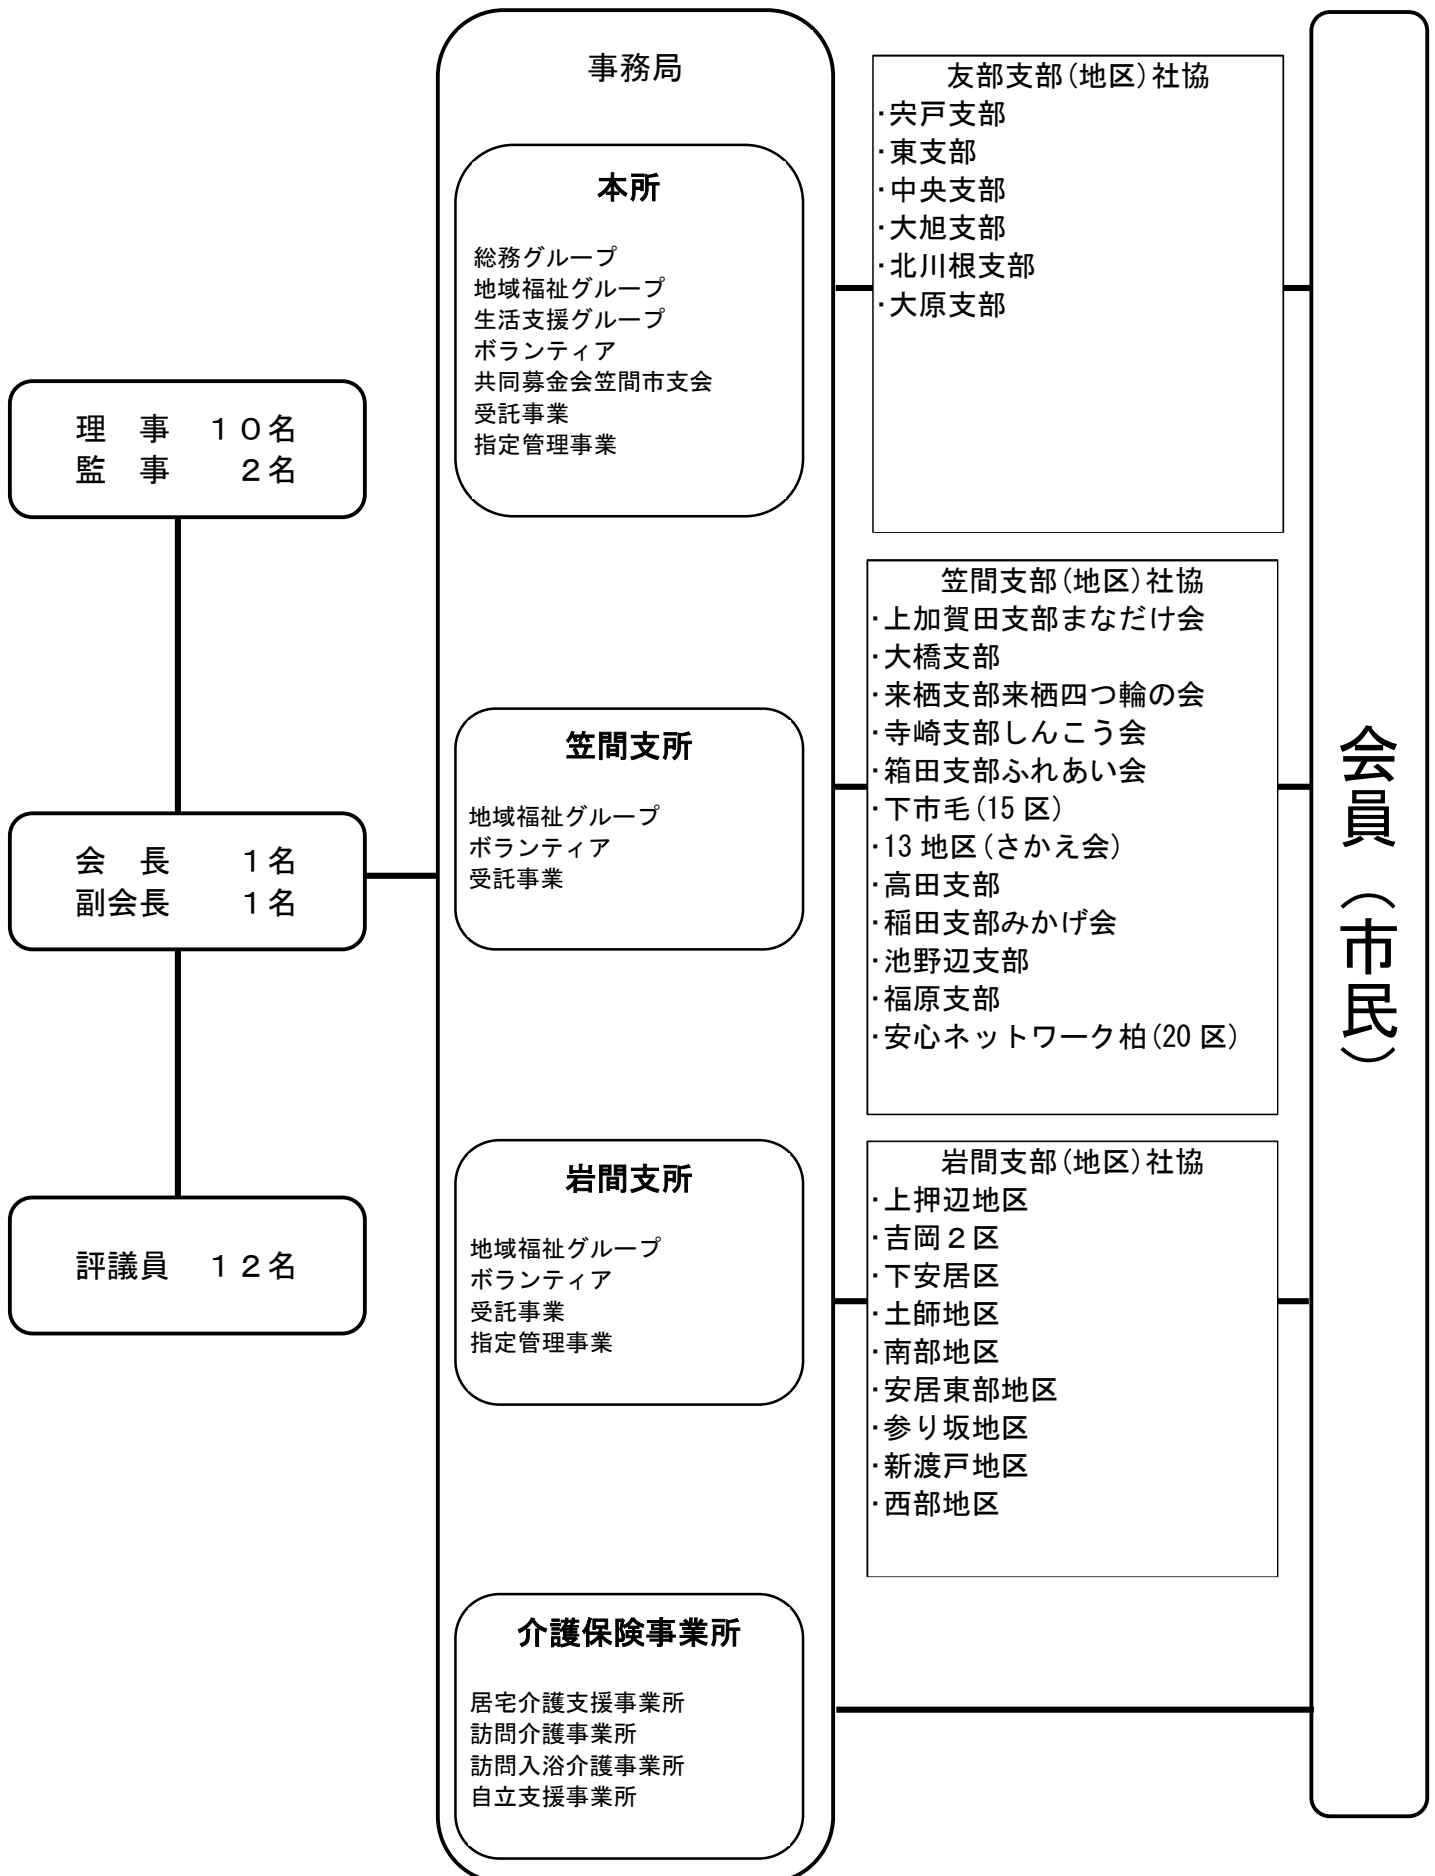 理　事　１０名
監　事　　２名
会　長　　１名
副会長　　１名
評議員　１２名
事務局
本所
総務グループ
地域福祉グループ
生活支援グループ
ボランティア
共同募金会笠間市支会
受託事業
指定管理事業
笠間支所
地域福祉グループ
ボランティア
受託事業
岩間支所
地域福祉グループ
ボランティア
受託事業
指定管理事業
介護保険事業所
居宅介護支援事業所
訪問介護事業所
訪問入浴介護事業所
自立支援事業所
友部支部(地区)社協
・宍戸支部
・東支部
・中央支部
・大旭支部
・北川根支部
・大原支部
笠間支部(地区)社協
・上加賀田支部まなだけ会
・大橋支部
・来栖支部来栖四つ輪の会
・寺崎支部しんこう会
・箱田支部ふれあい会
・下市毛(15区)
・13地区(さかえ会)
・高田支部
・稲田支部みかげ会
・池野辺支部
・福原支部
・安心ネットワーク柏(20区)
岩間支部(地区)社協
・上押辺地区
・吉岡２区
・下安居区
・土師地区
・南部地区
・安居東部地区
・参り坂地区
・新渡戸地区
・西部地区
会員（市民）